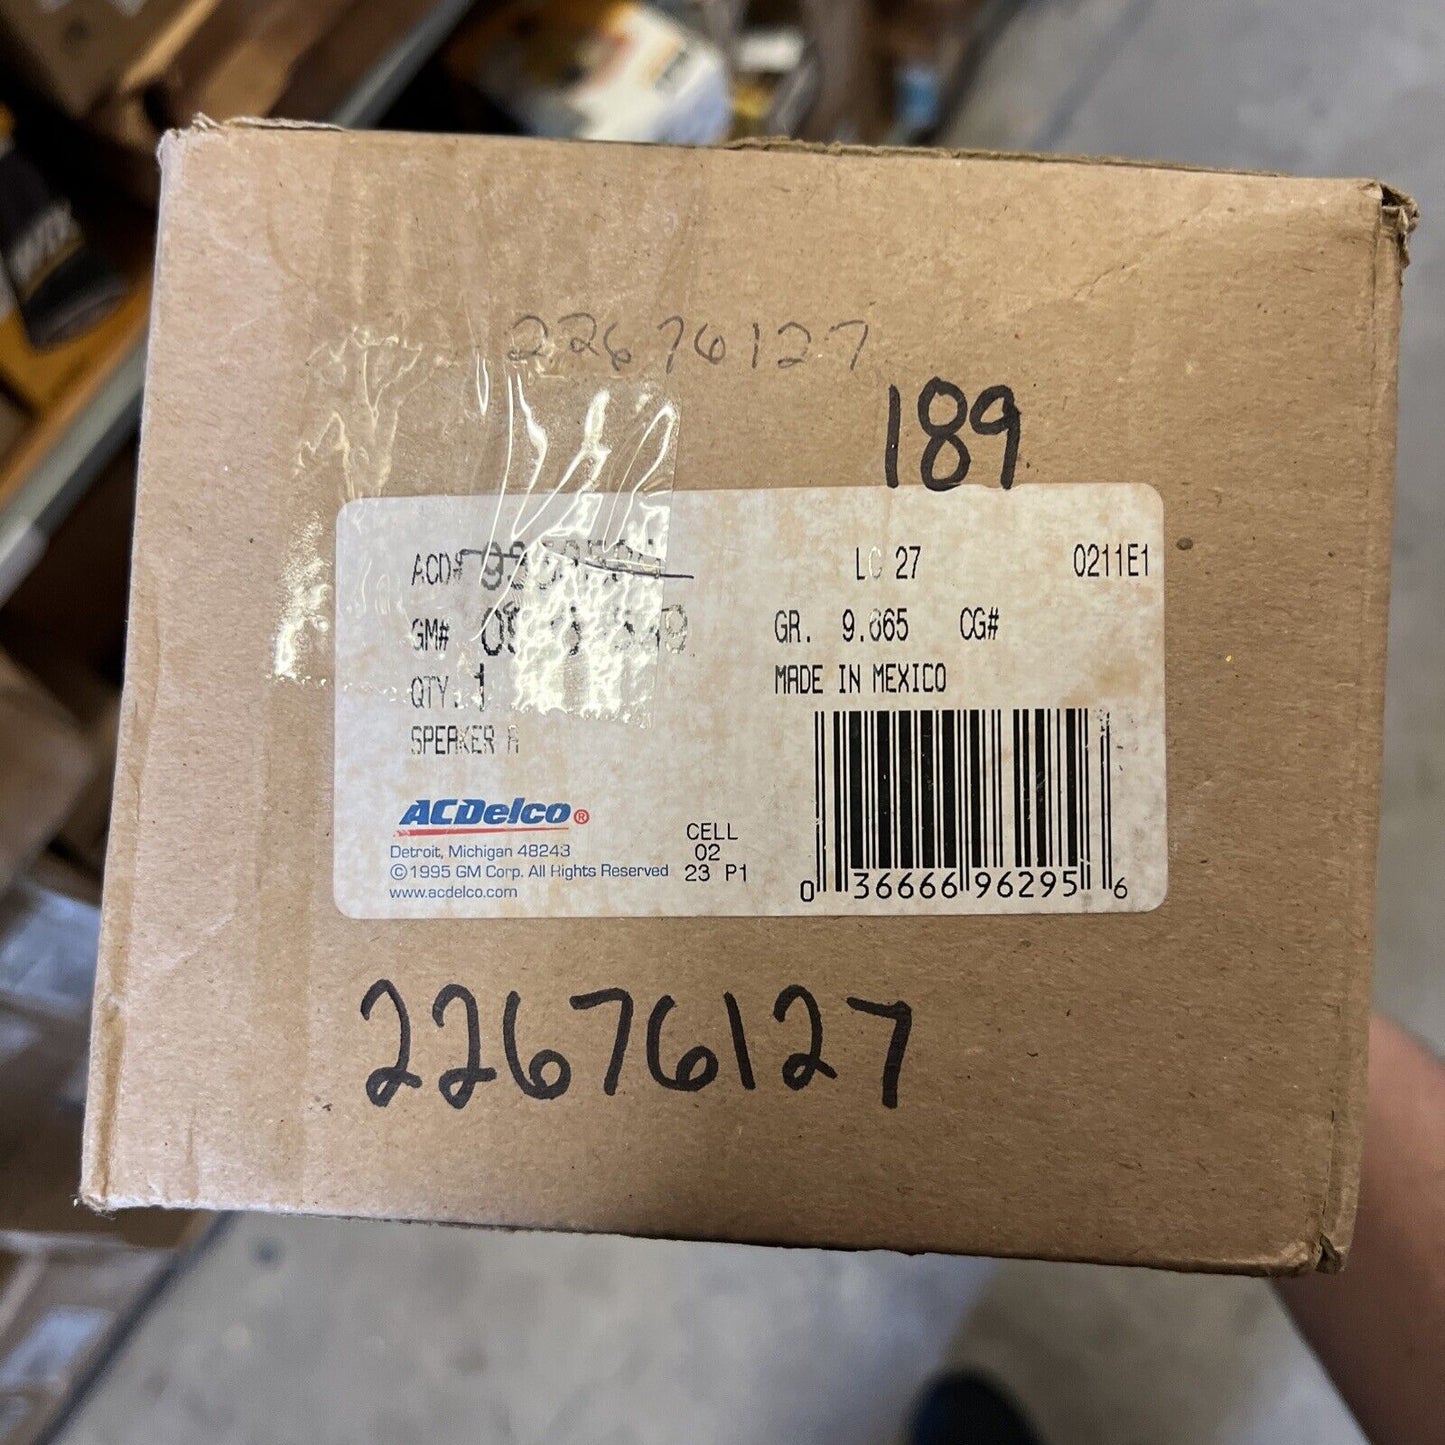 22676127
189
ACD#
LC 27
0211E1
GM#
GR. 9.665 CG#
QTY. 1
MADE IN MEXICO
SPEAKER A
ACDelco®
Detroit, Michigan 48243
©1995 GM Corp. All Rights Reserved
www.acdelco.com
CELL
02
23 P1
0 36666 96295 6
22676127